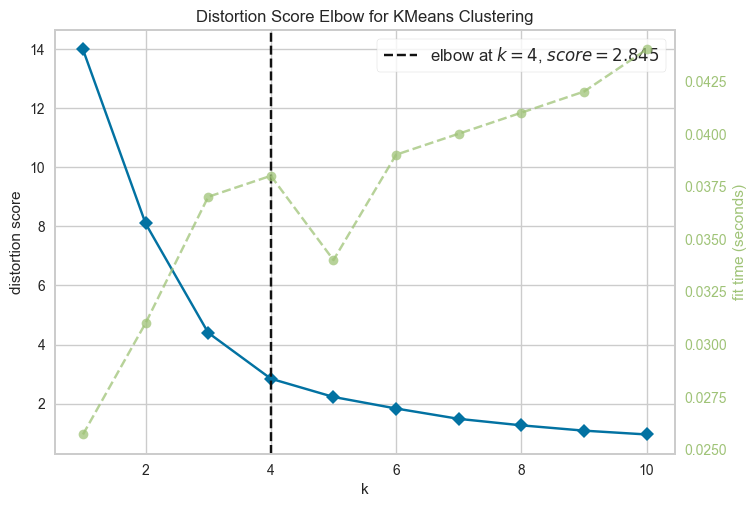 Distortion Score Elbow for KMeans Clustering
elbow at k = 4, score = 2.845
distortion score
14
12
10
8
6
4
2
0.0425
0.0400
0.0375
0.0350
0.0325
0.0300
0.0275
0.0250
fit time (seconds)
2 4 6 8 10
k